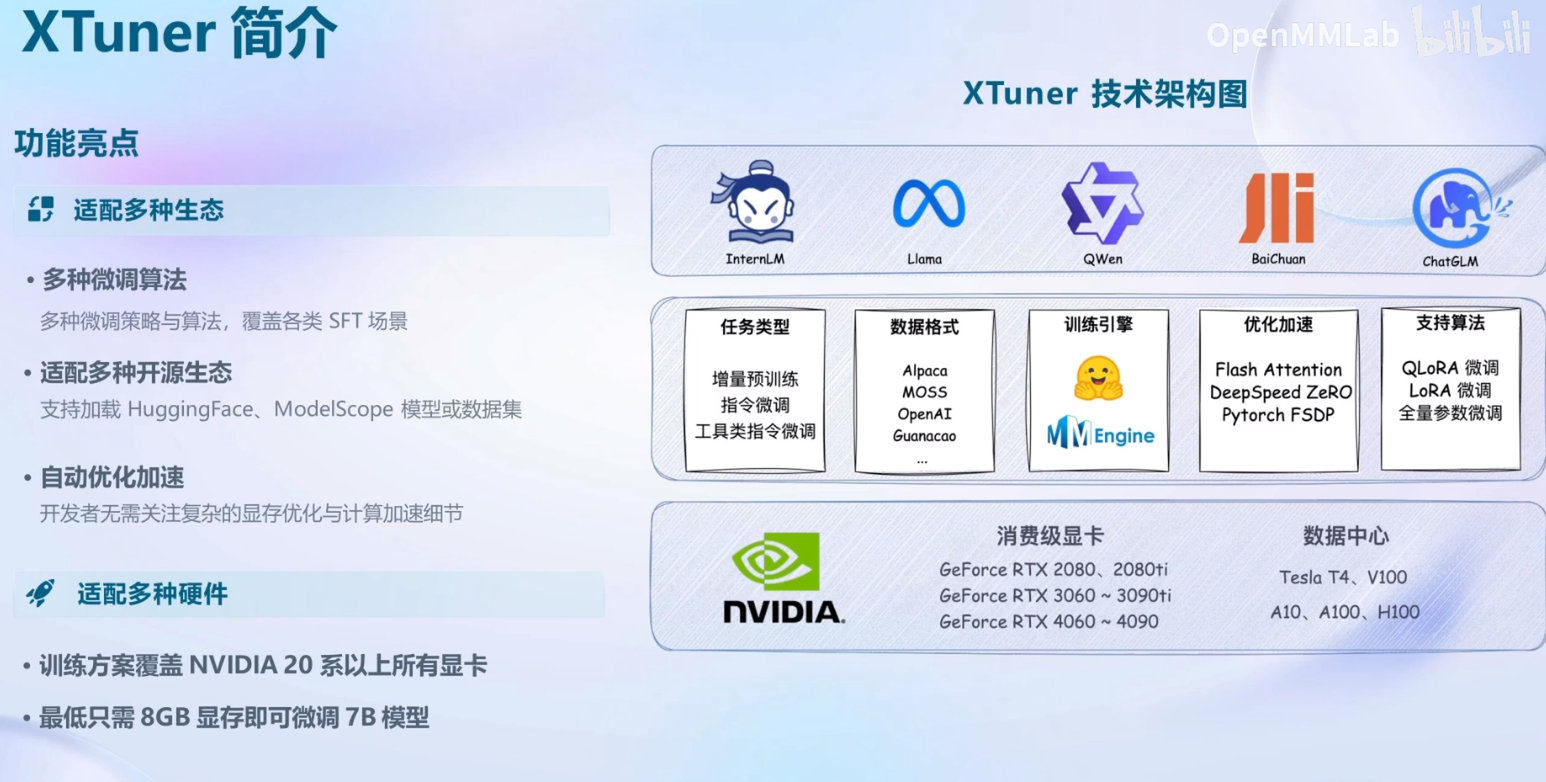 XTuner 简介
OpenMMLab bilibili
功能亮点
适配多种生态
• 多种微调算法
多种微调策略与算法，覆盖各类 SFT 场景
• 适配多种开源生态
支持加载 HuggingFace、ModelScope 模型或数据集
• 自动优化加速
开发者无需关注复杂的显存优化与计算加速细节
适配多种硬件
• 训练方案覆盖 NVIDIA 20 系以上所有显卡
• 最低只需 8GB 显存即可微调 7B 模型
XTuner 技术架构图
InternLM
Llama
QWen
BaiChuan
ChatGLM
任务类型
增量预训练
指令微调
工具类指令微调
数据格式
Alpaca
MOSS
OpenAI
Guanacao
...
训练引擎
MMEngine
优化加速
Flash Attention
DeepSpeed ZeRO
Pytorch FSDP
支持算法
QLoRA 微调
LoRA 微调
全量参数微调
NVIDIA.
消费级显卡
GeForce RTX 2080、2080ti
GeForce RTX 3060 ~ 3090ti
GeForce RTX 4060 ~ 4090
数据中心
Tesla T4、V100
A10、A100、H100